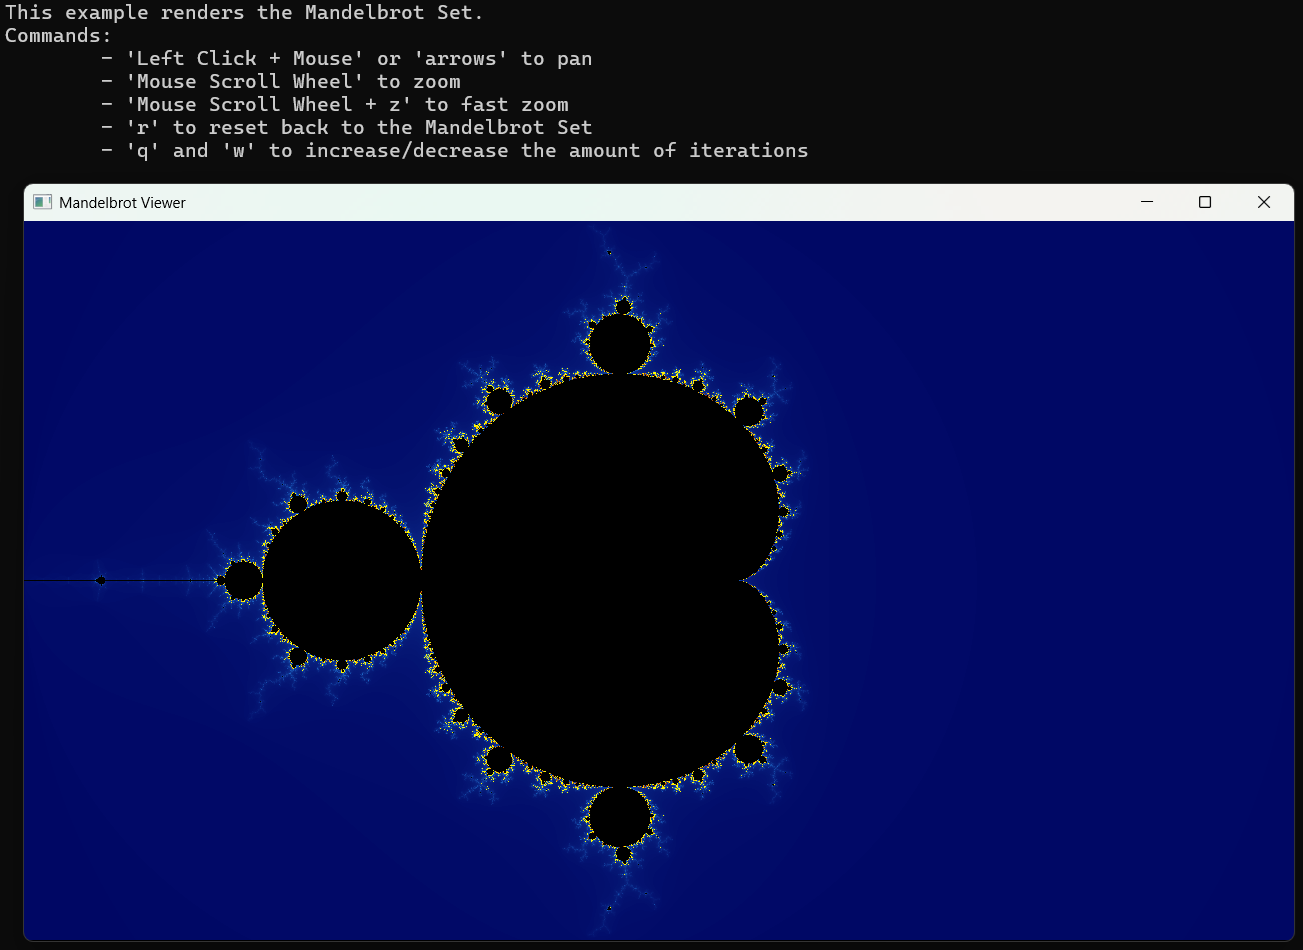 This example renders the Mandelbrot Set.
Commands:
- 'Left Click + Mouse' or 'arrows' to pan
- 'Mouse Scroll Wheel' to zoom
- 'Mouse Scroll Wheel + z' to fast zoom
- 'r' to reset back to the Mandelbrot Set
- 'q' and 'w' to increase/decrease the amount of iterations
Mandelbrot Viewer